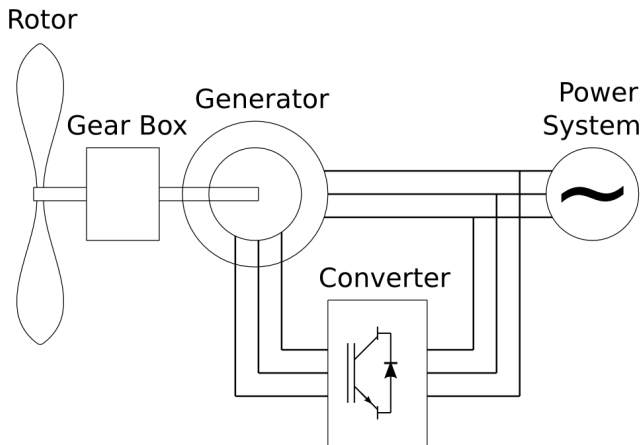 Rotor
Gear Box
Generator
Power
System
Converter